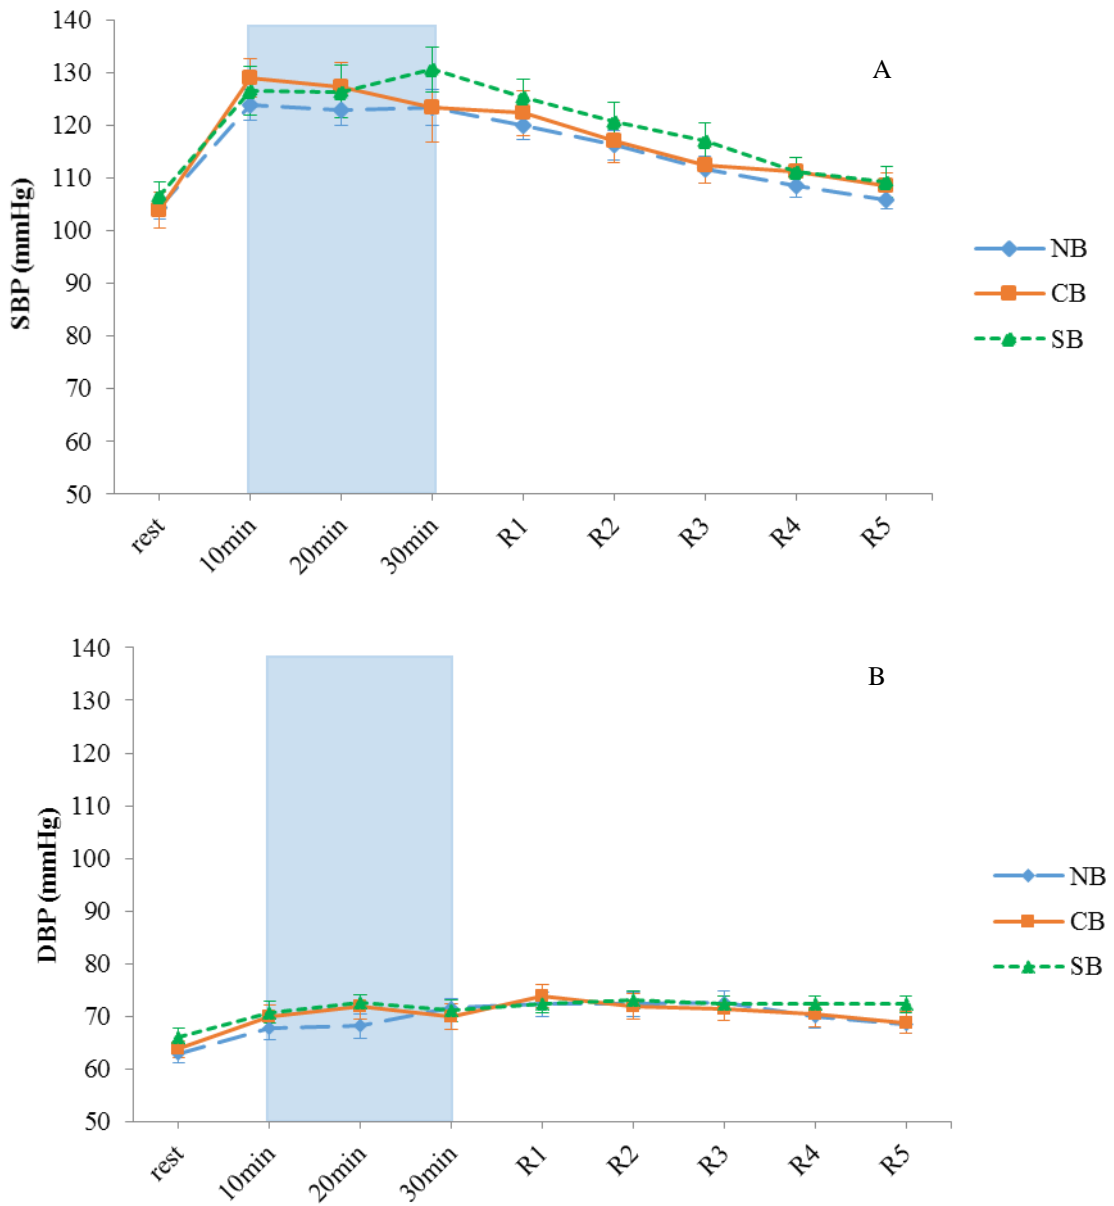 A
SBP (mmHg)
140
130
120
110
100
90
80
70
60
50
rest
10min
20min
30min
R1
R2
R3
R4
R5
NB
CB
SB
B
DBP (mmHg)
140
130
120
110
100
90
80
70
60
50
rest
10min
20min
30min
R1
R2
R3
R4
R5
NB
CB
SB